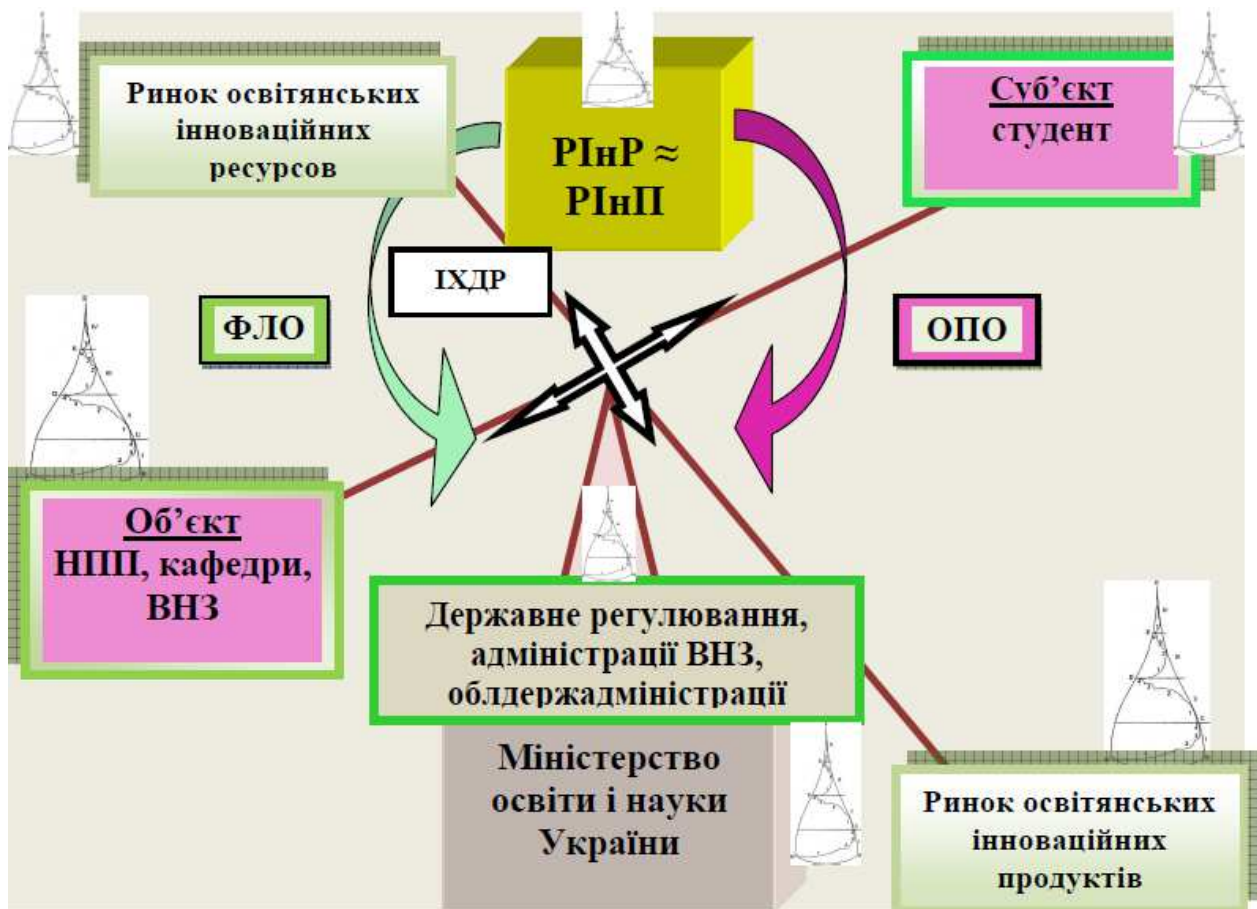 Ринок освітянських
інноваційних
ресурсов
РІнР ≈
РІнП
Суб’єкт
студент
ІХДР
ФЛО
ОПО
Об’єкт
НПП, кафедри,
ВНЗ
Державне регулювання,
адміністрації ВНЗ,
облдержадміністрації
Міністерство
освіти і науки
України
Ринок освітянських
інноваційних
продуктів